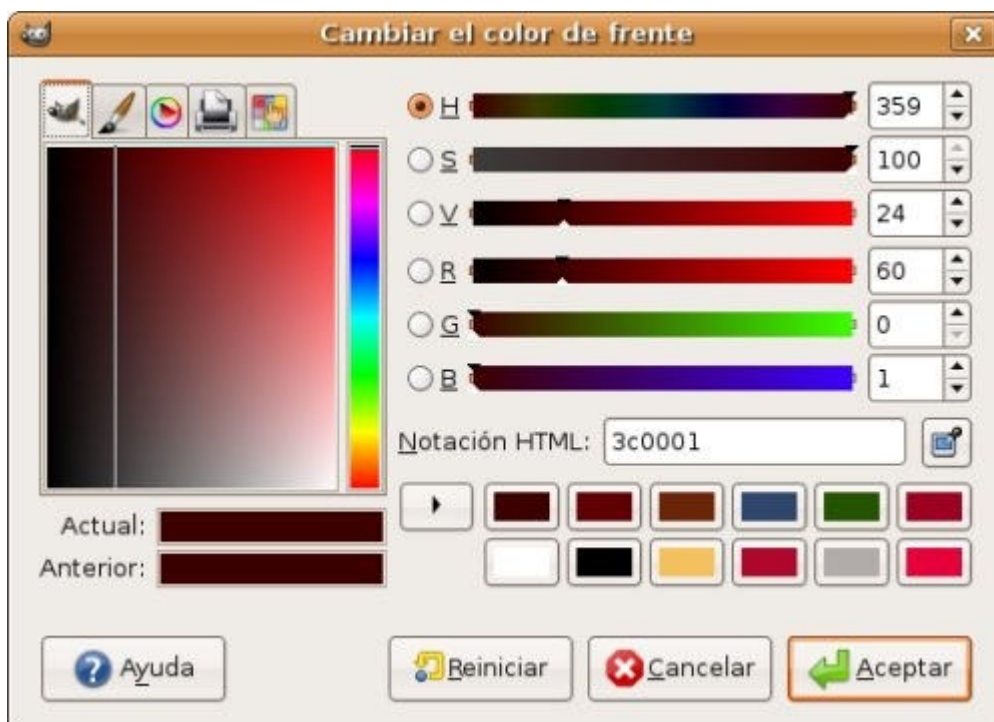 Cambiar el color de frente
H 359
S 100
V 24
R 60
G 0
B 1
Notación HTML: 3c0001
Actual:
Anterior:
Ayuda Reiniciar Cancelar Aceptar